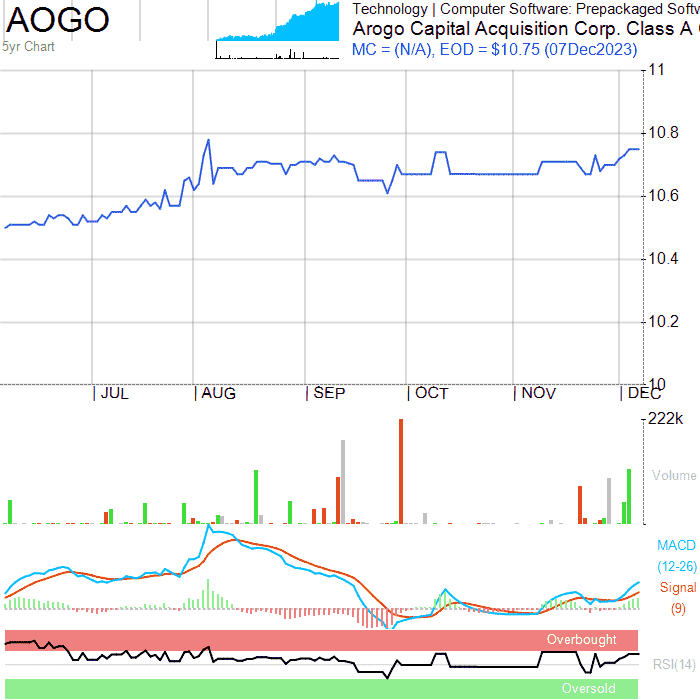 AOGO
5yr Chart
Technology | Computer Software: Prepackaged Softw
Arogo Capital Acquisition Corp. Class A
MC = (N/A), EOD = $10.75 (07Dec2023)
11
10.8
10.6
10.4
10.2
10
JUL
AUG
SEP
OCT
NOV
DEC
222k
Volume
MACD
(12-26)
Signal
(9)
Overbought
RSI(14)
Oversold